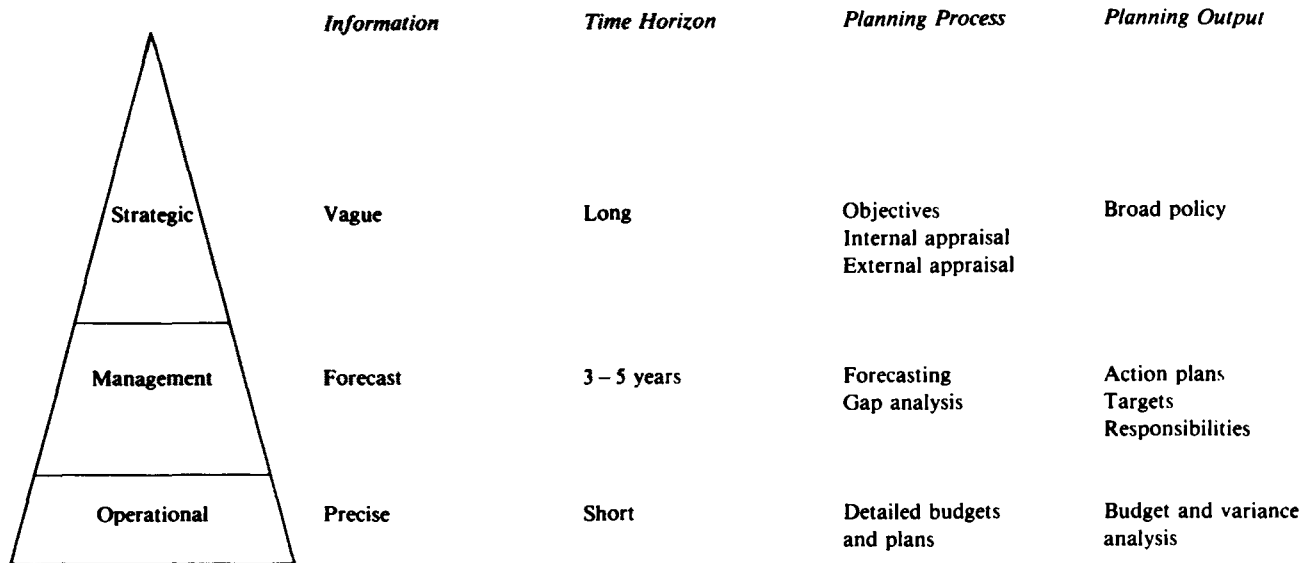 Information Time Horizon Planning Process Planning Output
Strategic Vague Long Objectives Broad policy
Internal appraisal
External appraisal
Management Forecast 3 – 5 years Forecasting Action plans
Gap analysis Targets
Responsibilities
Operational Precise Short Detailed budgets Budget and variance
and plans analysis